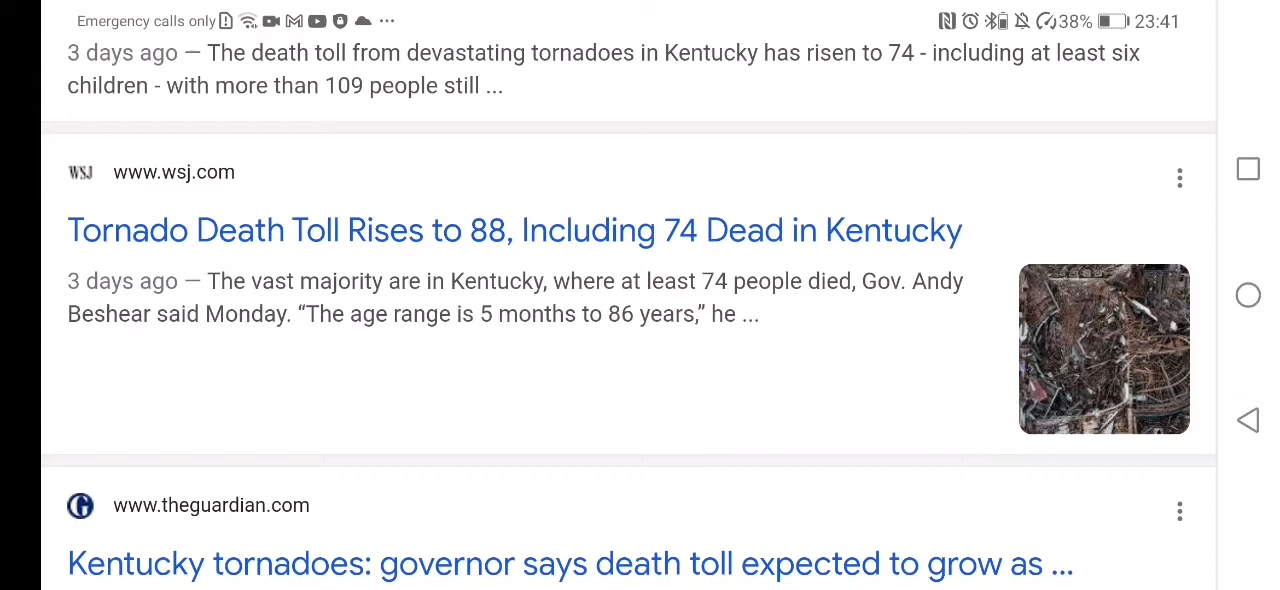 Emergency calls only 38% 23:41
3 days ago — The death toll from devastating tornadoes in Kentucky has risen to 74 - including at least six
children - with more than 109 people still ...
WSJ www.wsj.com
Tornado Death Toll Rises to 88, Including 74 Dead in Kentucky
3 days ago — The vast majority are in Kentucky, where at least 74 people died, Gov. Andy
Beshear said Monday. “The age range is 5 months to 86 years,” he ...
G www.theguardian.com
Kentucky tornadoes: governor says death toll expected to grow as ...